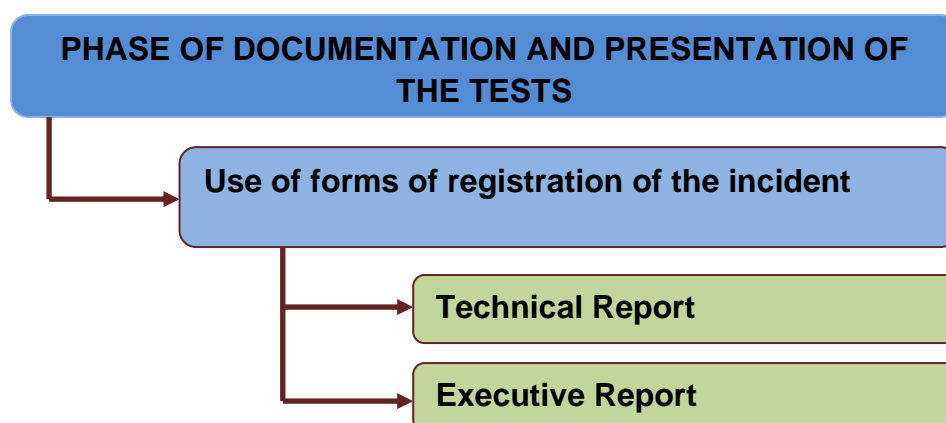 PHASE OF DOCUMENTATION AND PRESENTATION OF
THE TESTS
Use of forms of registration of the incident
Technical Report
Executive Report